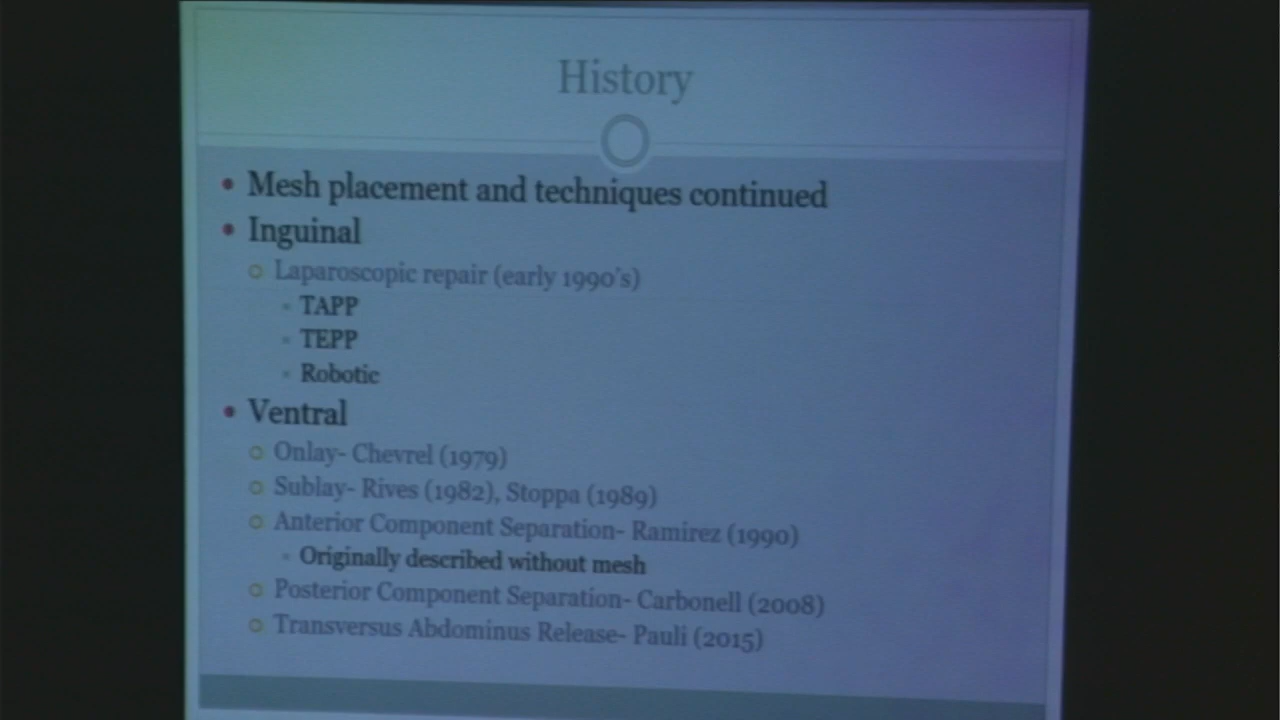 History
Mesh placement and techniques continued
Inguinal
Laparoscopic repair (early 1990's)
TAPP
TEPP
Robotic
Ventral
Onlay- Chevrel (1979)
Sublay- Rives (1982), Stoppa (1989)
Anterior Component Separation- Ramirez (1990)
Originally described without mesh
Posterior Component Separation- Carbonell (2008)
Transversus Abdominus Release- Pauli (2015)